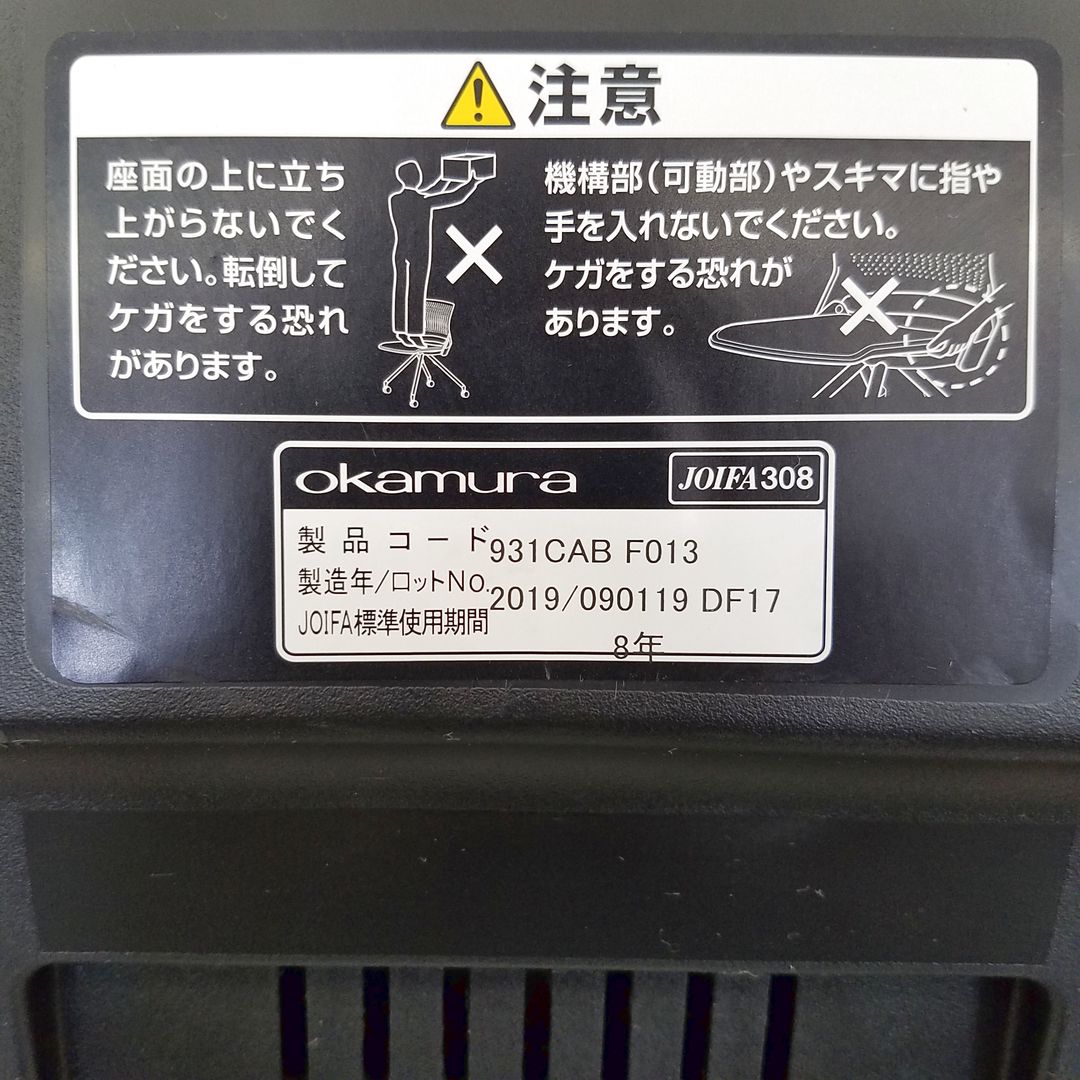 注意
座面の上に立ち
上がらないでく
ださい。転倒して
ケガをする恐れ
があります。
機構部(可動部)やスキマに指や
手を入れないでください。
ケガをする恐れが
あります。
okamura
JOIFA308
製品コード 931CAB F013
製造年/ロットNo. 2019/090119 DF17
JOIFA標準使用期間 8年